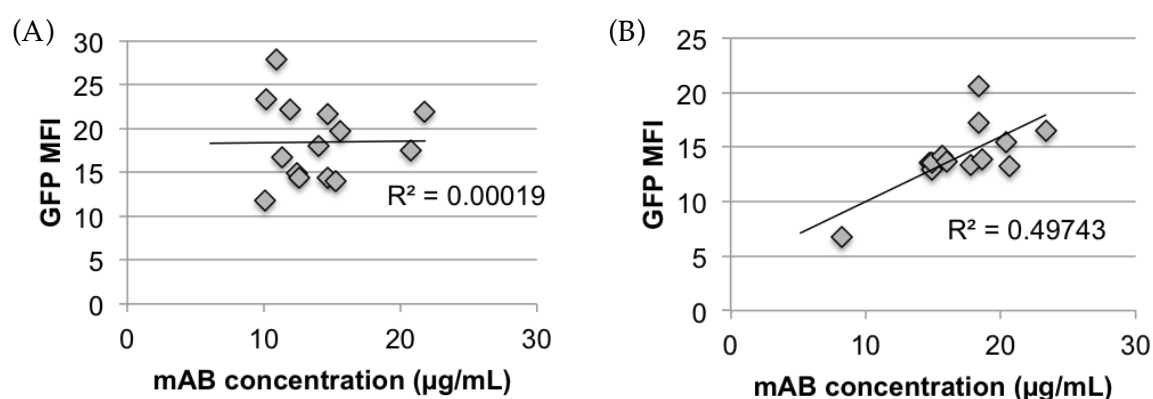 (A)
GFP MFI
30
25
20
15
10
5
0
R² = 0.00019
0 10 20 30
mAB concentration (µg/mL)
(B)
GFP MFI
25
20
15
10
5
0
R² = 0.49743
0 10 20 30
mAB concentration (µg/mL)